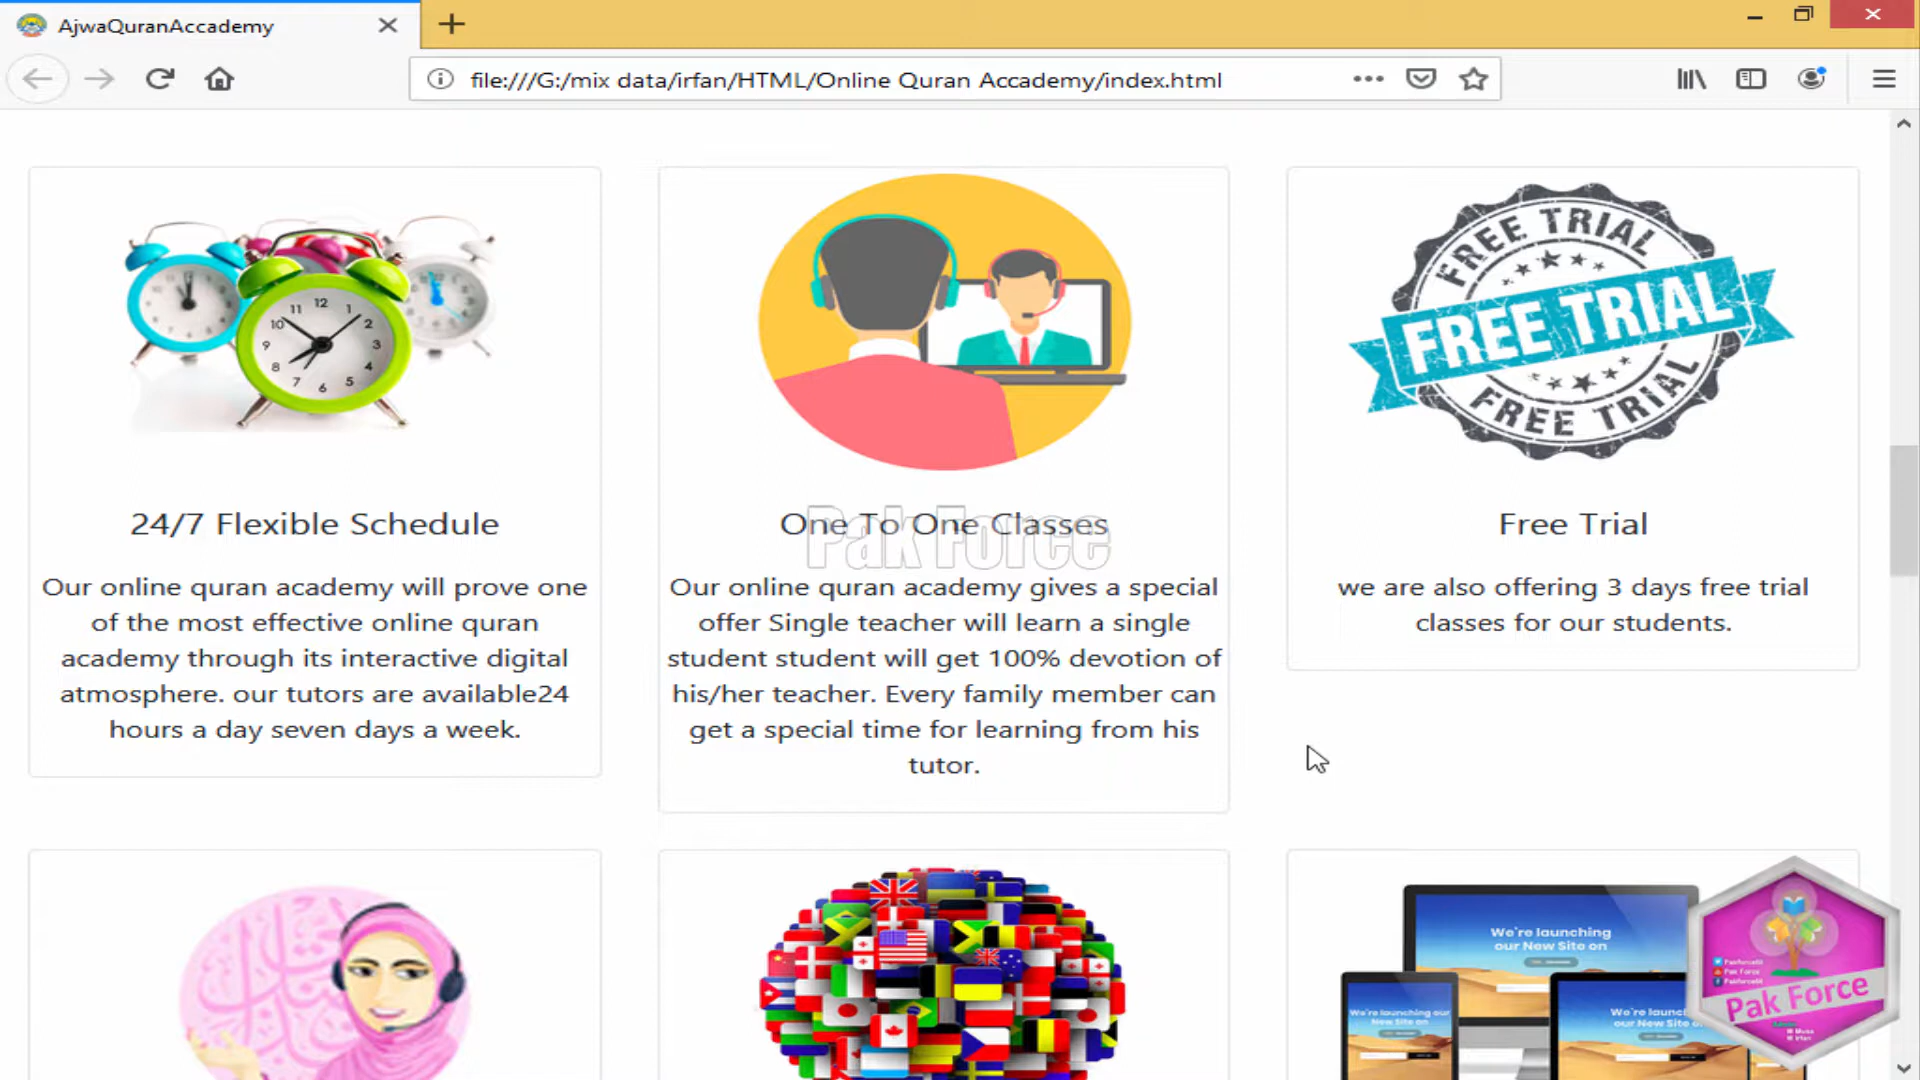 AjwaQuranAccademy
file:///G:/mix data/irfan/HTML/Online Quran Accademy/index.html
FREE TRIAL
FREE TRIAL
FREE TRIAL
24/7 Flexible Schedule
One To One Classes
Pak Force
Free Trial
Our online quran academy will prove one
of the most effective online quran
academy through its interactive digital
atmosphere. our tutors are available24
hours a day seven days a week.
Our online quran academy gives a special
offer Single teacher will learn a single
student student will get 100% devotion of
his/her teacher. Every family member can
get a special time for learning from his
tutor.
we are also offering 3 days free trial
classes for our students.
We're launching
our New Site on
We're launching our
New Site on
We're
our New Site
Pakforce
Pak Force
Pakforce
Pak Force